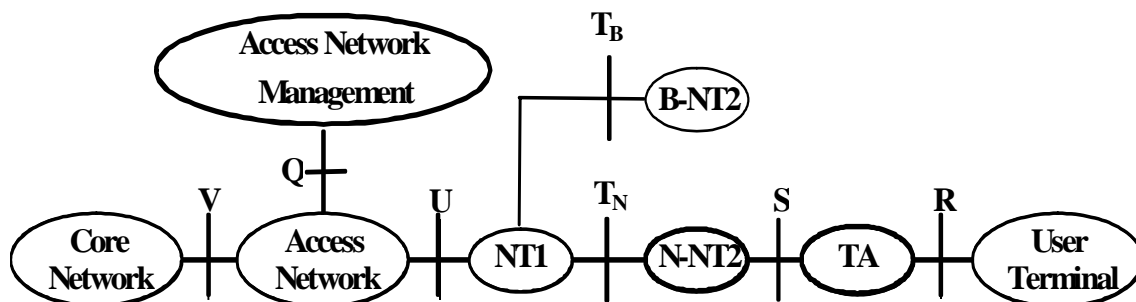 Access Network
Management
T_B
B-NT2
Q
V
U
T_N
S
R
Core
Network
Access
Network
NT1
N-NT2
TA
User
Terminal